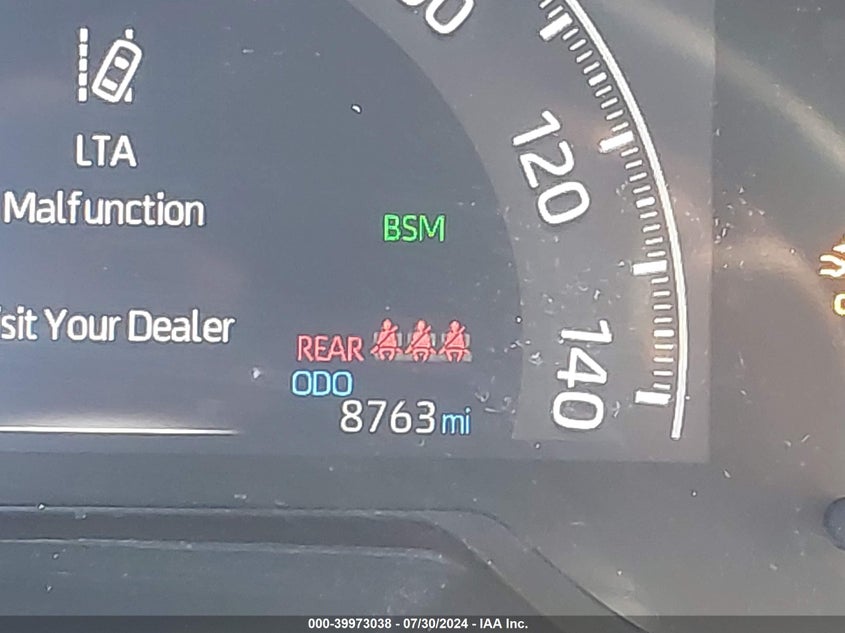 LTA
Malfunction
120
BSM
sit Your Dealer
REAR
140
ODO
8763 mi
000-39973038 - 07/30/2024 - IAA Inc.